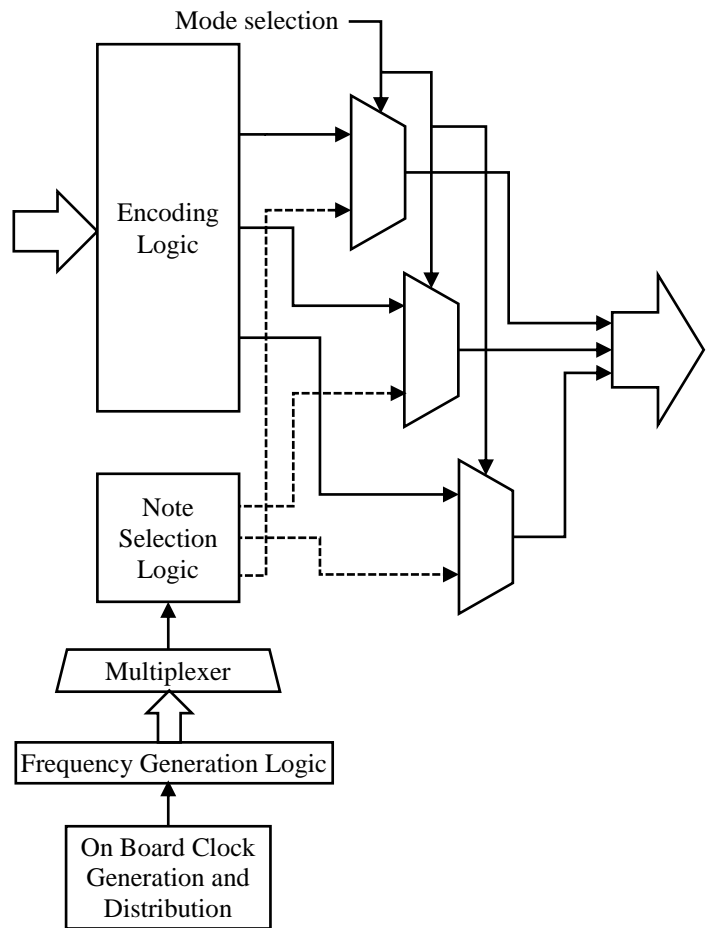 Mode selection
Encoding
Logic
Note
Selection
Logic
Multiplexer
Frequency Generation Logic
On Board Clock
Generation and
Distribution